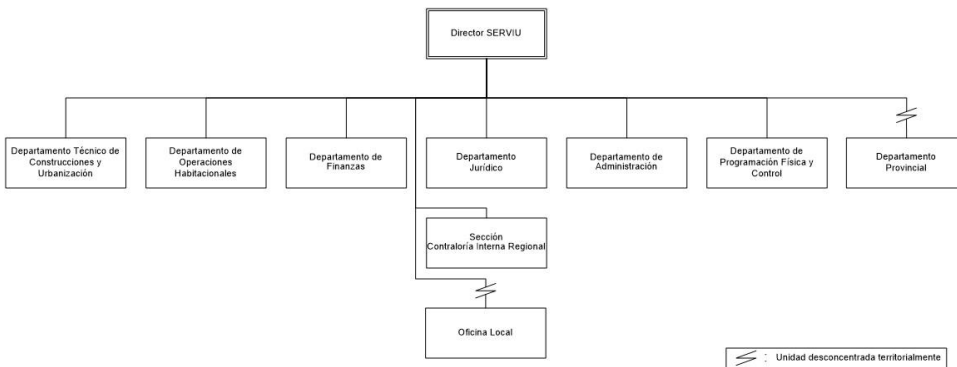 Director SERVIU
Departamento Técnico de
Construcciones y
Urbanización
Departamento de
Operaciones
Habitacionales
Departamento de
Finanzas
Departamento
Jurídico
Departamento de
Administración
Departamento de
Programación Física y
Control
Departamento
Provincial
Sección
Contraloría Interna Regional
Oficina Local
: Unidad desconcentrada territorialmente